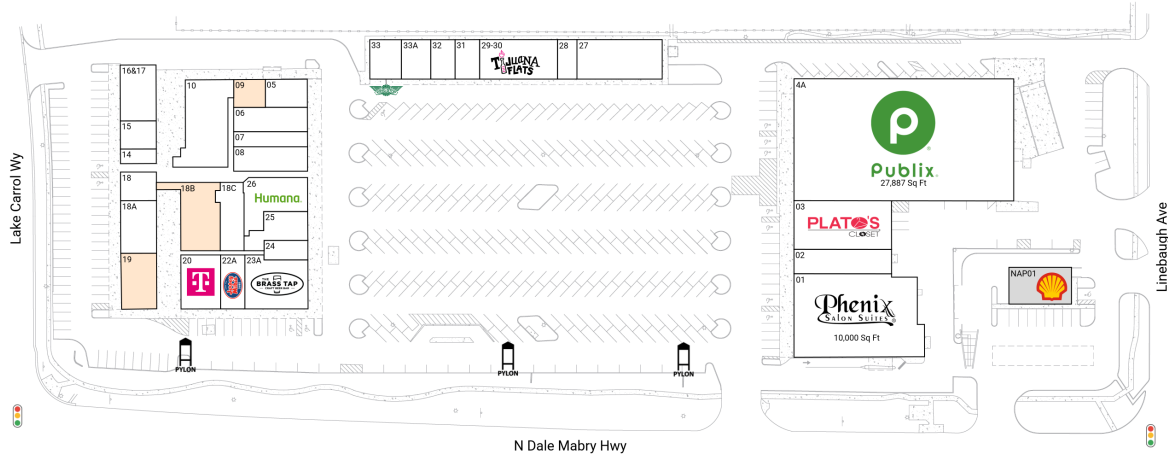 33
33A
32
31
29-30
28
27
TIJUANA
FLATS
16&17
15
14
10
09
05
06
07
08
18
18A
19
18B
18C
26
Humana
25
24
20
T
22A
23A
THE
BRASS TAP
CRAFT BEER BAR
4A
Publix.
27,887 Sq Ft
03
PLATO'S
CLOSET
02
01
Phenix
SALON SUITES
10,000 Sq Ft
NAP01
PYLON
PYLON
PYLON
Lake Carrol Wy
Linebaugh Ave
N Dale Mabry Hwy